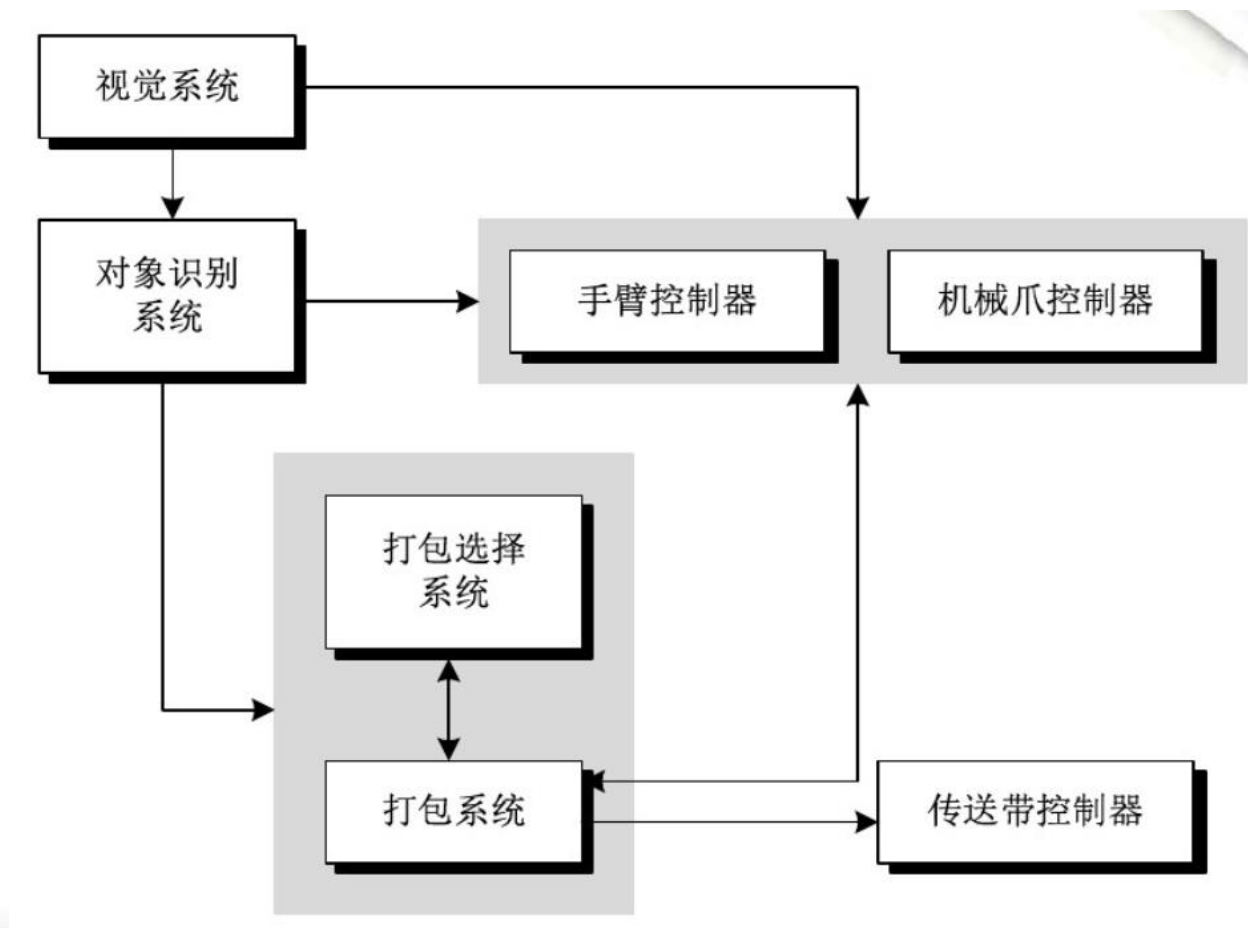 视觉系统
对象识别
系统
手臂控制器
机械爪控制器
打包选择
系统
打包系统
传送带控制器